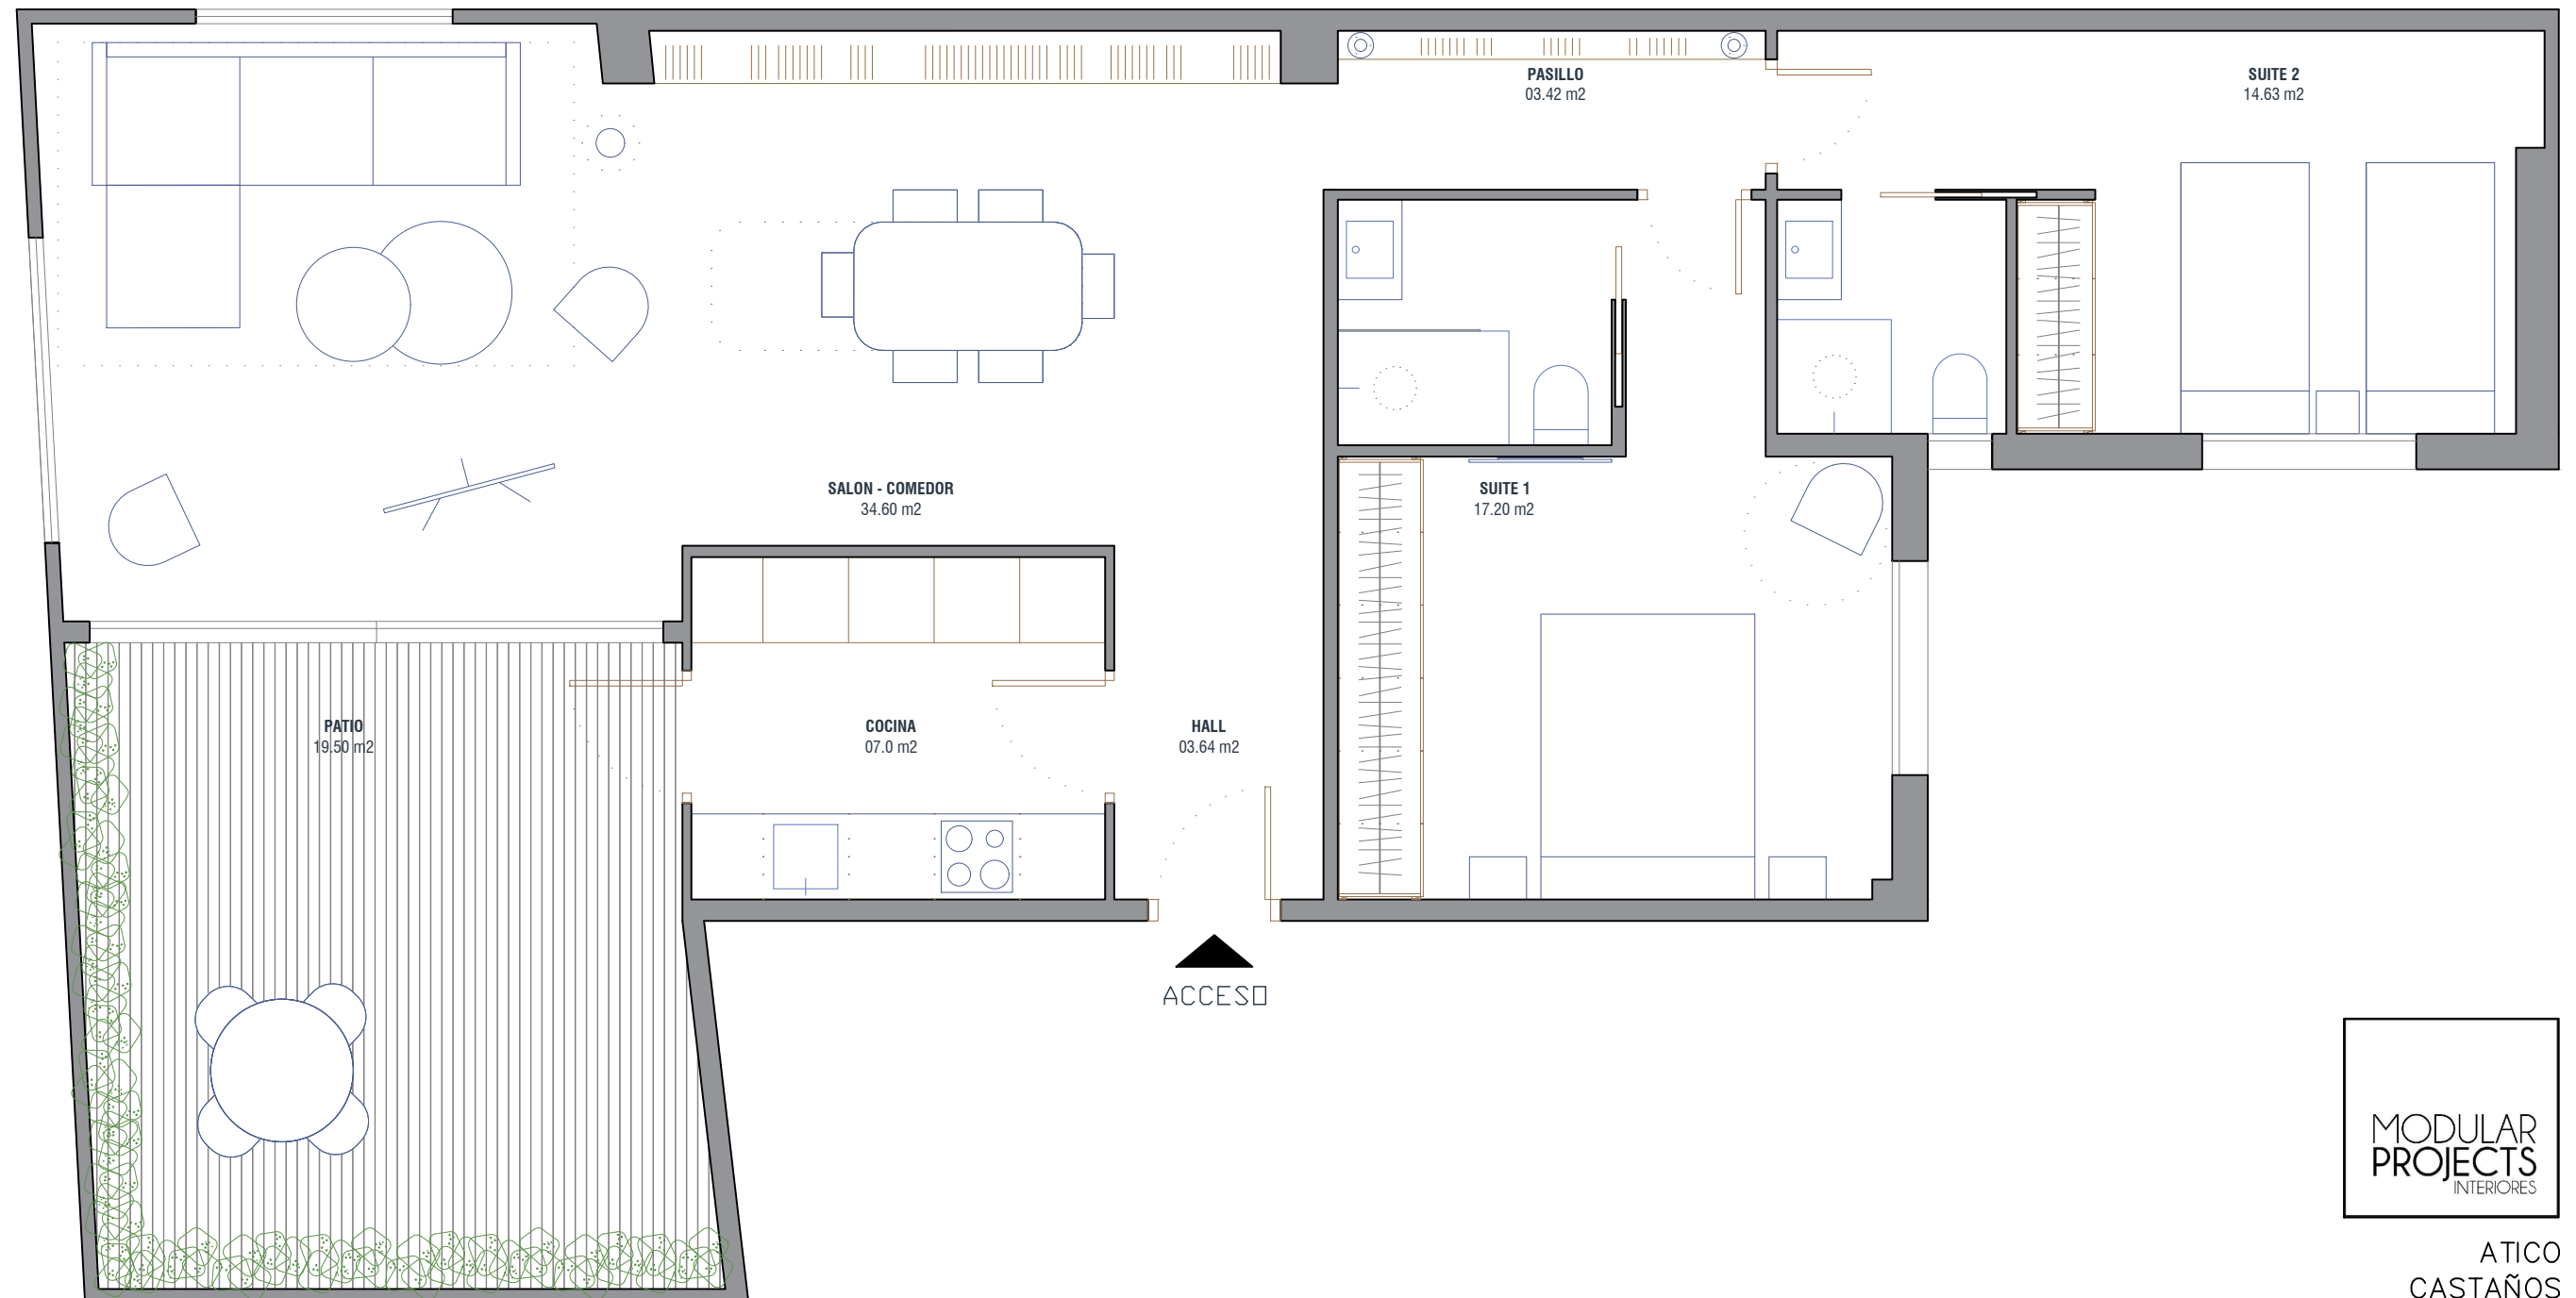 PASILLO
03.42 m2
SUITE 2
14.63 m2
SALON - COMEDOR
34.60 m2
SUITE 1
17.20 m2
PATIO
19.50 m2
COCINA
07.0 m2
HALL
03.64 m2
ACCESO
MODULAR
PROJECTS
INTERIORES
ATICO
CASTAÑOS